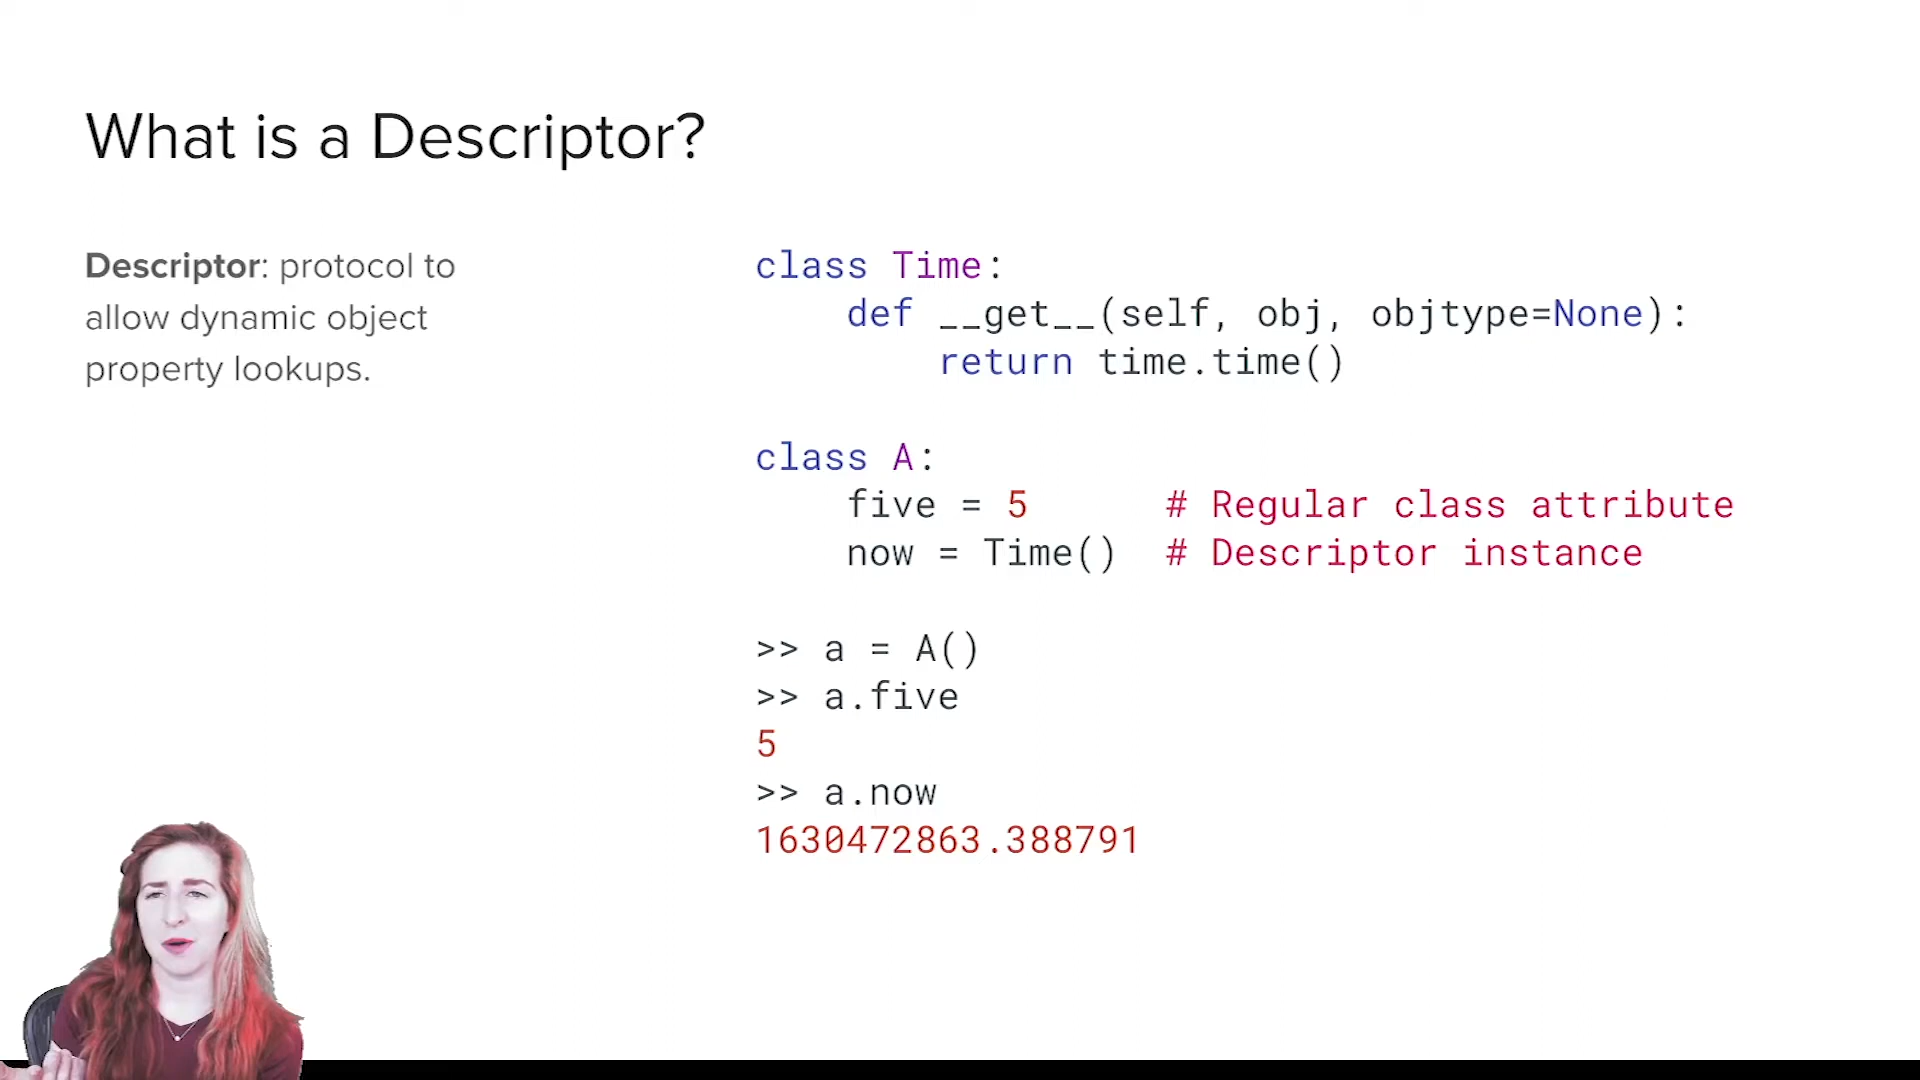 What is a Descriptor?
Descriptor: protocol to
allow dynamic object
property lookups.
class Time:
    def __get__(self, obj, objtype=None):
        return time.time()
class A:
    five = 5      # Regular class attribute
    now = Time()  # Descriptor instance
>> a = A()
>> a.five
5
>> a.now
1630472863.388791